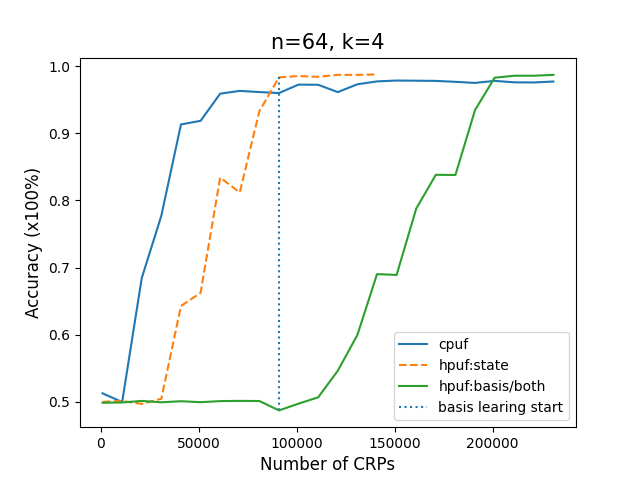 n=64, k=4
Accuracy (x100%)
1.0
0.9
0.8
0.7
0.6
0.5
cpuf
hpuf:state
hpuf:basis/both
basis learing start
0 50000 100000 150000 200000
Number of CRPs